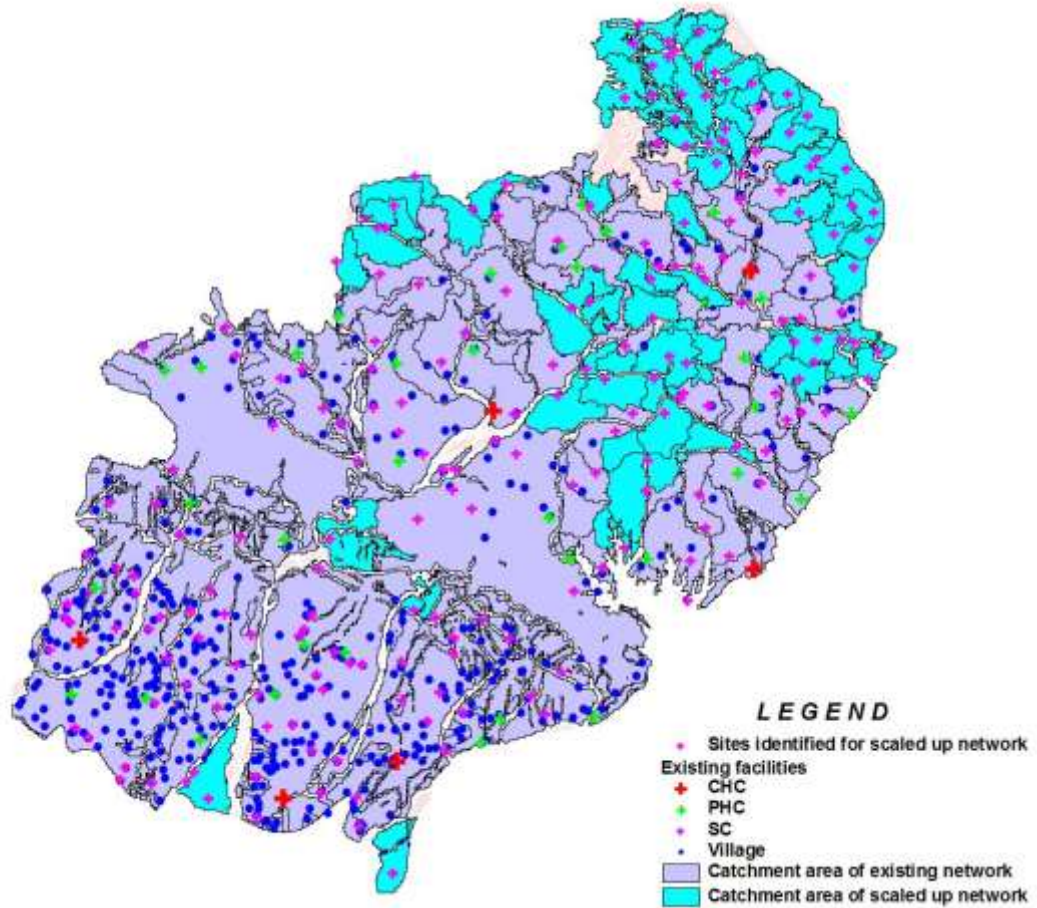 LEGEND
Sites identified for scaled up network
Existing facilities
CHC
PHC
SC
Village
Catchment area of existing network
Catchment area of scaled up network